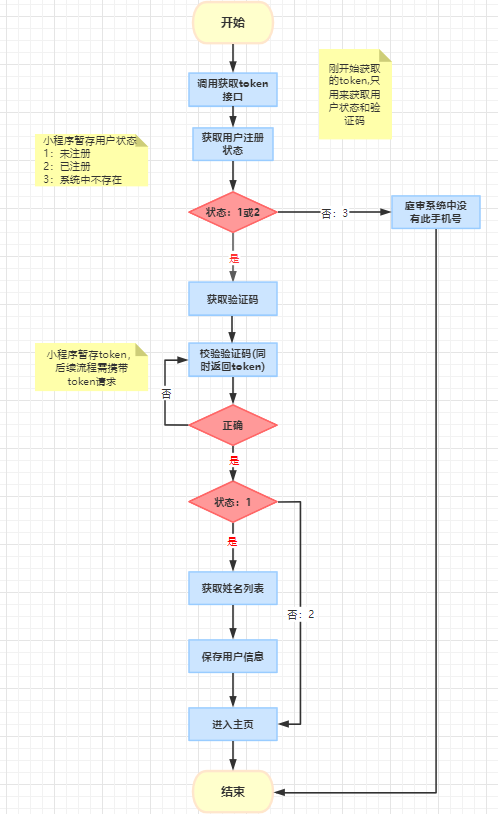 开始
调用获取token
接口
刚开始获取
的token,只
用来获取用
户状态和验
证码
获取用户注册
状态
小程序暂存用户状态
1：未注册
2：已注册
3：系统中不存在
状态：1或2
否：3
庭审系统中没
有此手机号
是
获取验证码
小程序暂存token，
后续流程需携带
token请求
校验验证码(同
时返回token)
否
正确
是
状态：1
是
获取姓名列表
否：2
保存用户信息
进入主页
结束